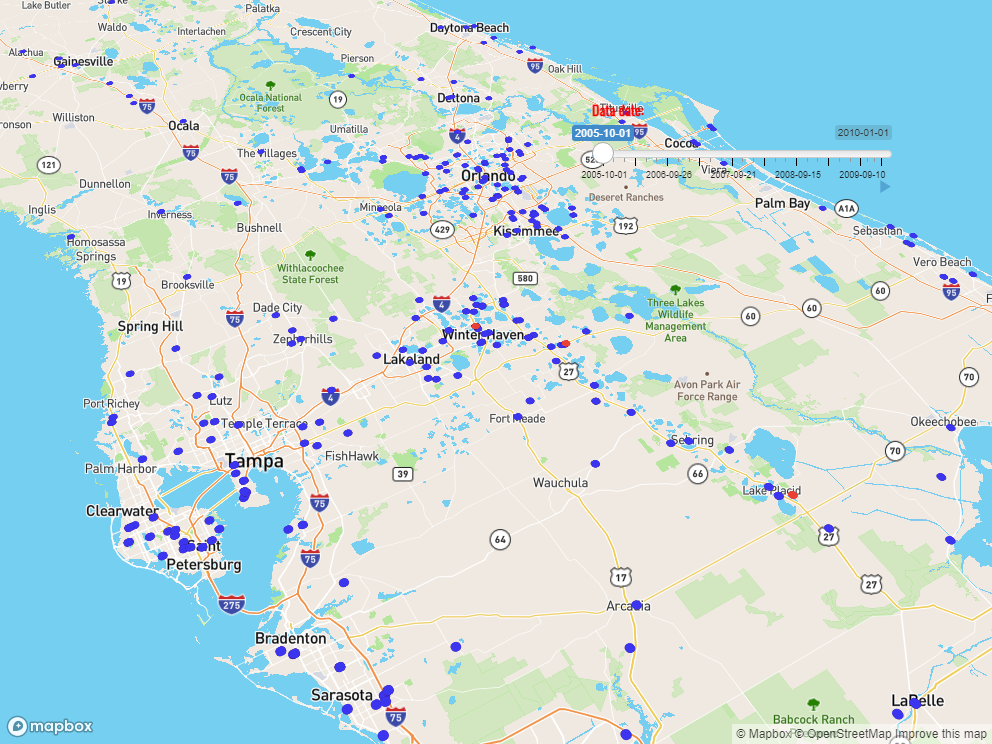 Lake Butler
Starke
Palatka
Waldo
Interlachen
Crescent City
Daytona Beach
Alachua
Gainesville
Pierson
95
Oak Hill
Ocala National
Forest
19
Deltona
75
Williston
Ocala
Umatilla
4
Data date:
2005-10-01
95
2010-01-01
Cocoa
121
75
The Villages
Orlando
2005-10-01
2006-09-26
2007-09-21
2008-09-15
2009-09-10
Viera
75
Dunnellon
Deseret Ranches
Inglis
Inverness
Mineola
Palm Bay
A1A
Bushnell
429
Kissimmee
192
Sebastian
Homosassa
Springs
Withlacoochee
State Forest
Vero Beach
19
Brooksville
580
60
95
Three Lakes
Wildlife
Management
Area
4
Dade City
60
60
75
Spring Hill
Zephyrhills
Winter Haven
Lakeland
27
70
Avon Park Air
Force Range
4
Port Richey
Lutz
Temple Terrace
Fort Meade
Okeechobee
Sebring
70
FishHawk
Tampa
Palm Harbor
39
66
Wauchula
Lake Placid
75
Clearwater
64
27
Saint
Petersburg
75
17
27
275
Arcadia
Bradenton
Sarasota
75
LaBelle
Babcock Ranch
mapbox
© Mapbox © OpenStreetMap Improve this map